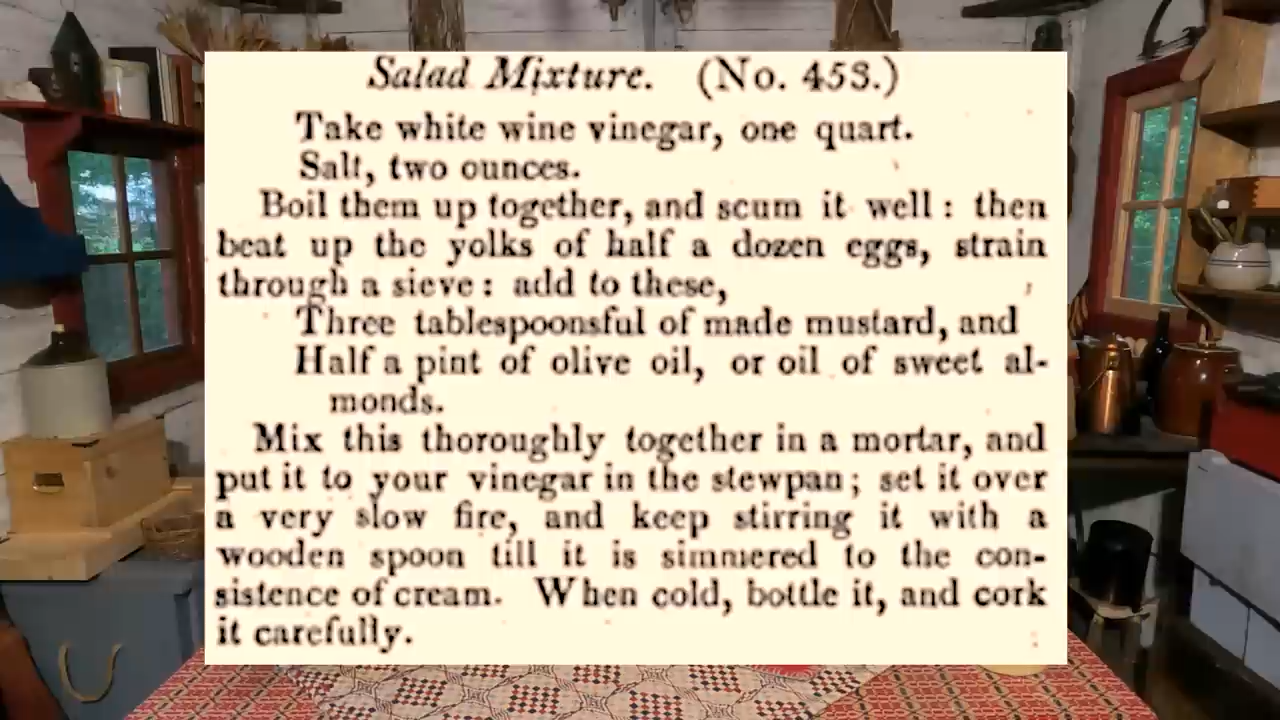 Salad Mixture. (No. 453.)
Take white wine vinegar, one quart.
Salt, two ounces.
Boil them up together, and scum it well : then
beat up the yolks of half a dozen eggs, strain
through a sieve : add to these,
Three tablespoonsful of made mustard, and
Half a pint of olive oil, or oil of sweet al-
monds.
Mix this thoroughly together in a mortar, and
put it to your vinegar in the stewpan ; set it over
a very slow fire, and keep stirring it with a
wooden spoon till it is simmered to the con-
sistence of cream. When cold, bottle it, and cork
it carefully.